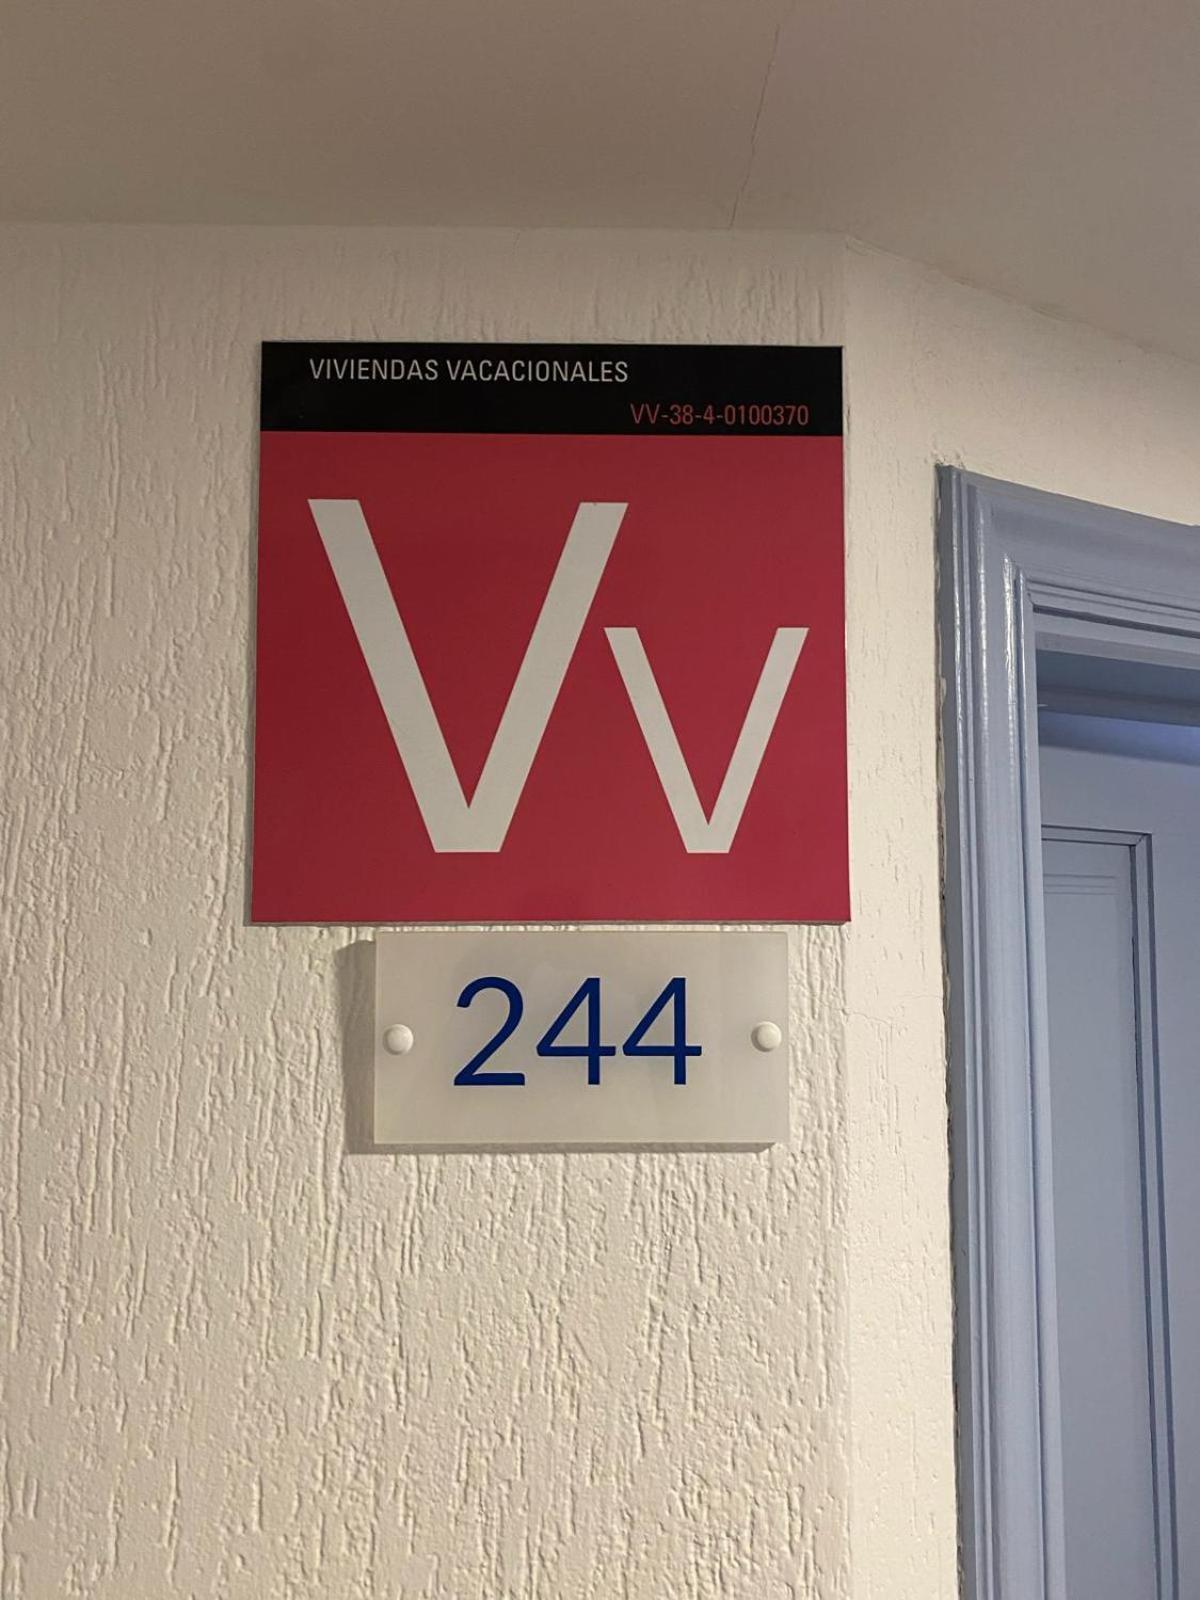 VIVIENDAS VACACIONALES
VV-38-4-0100370
Vv
244